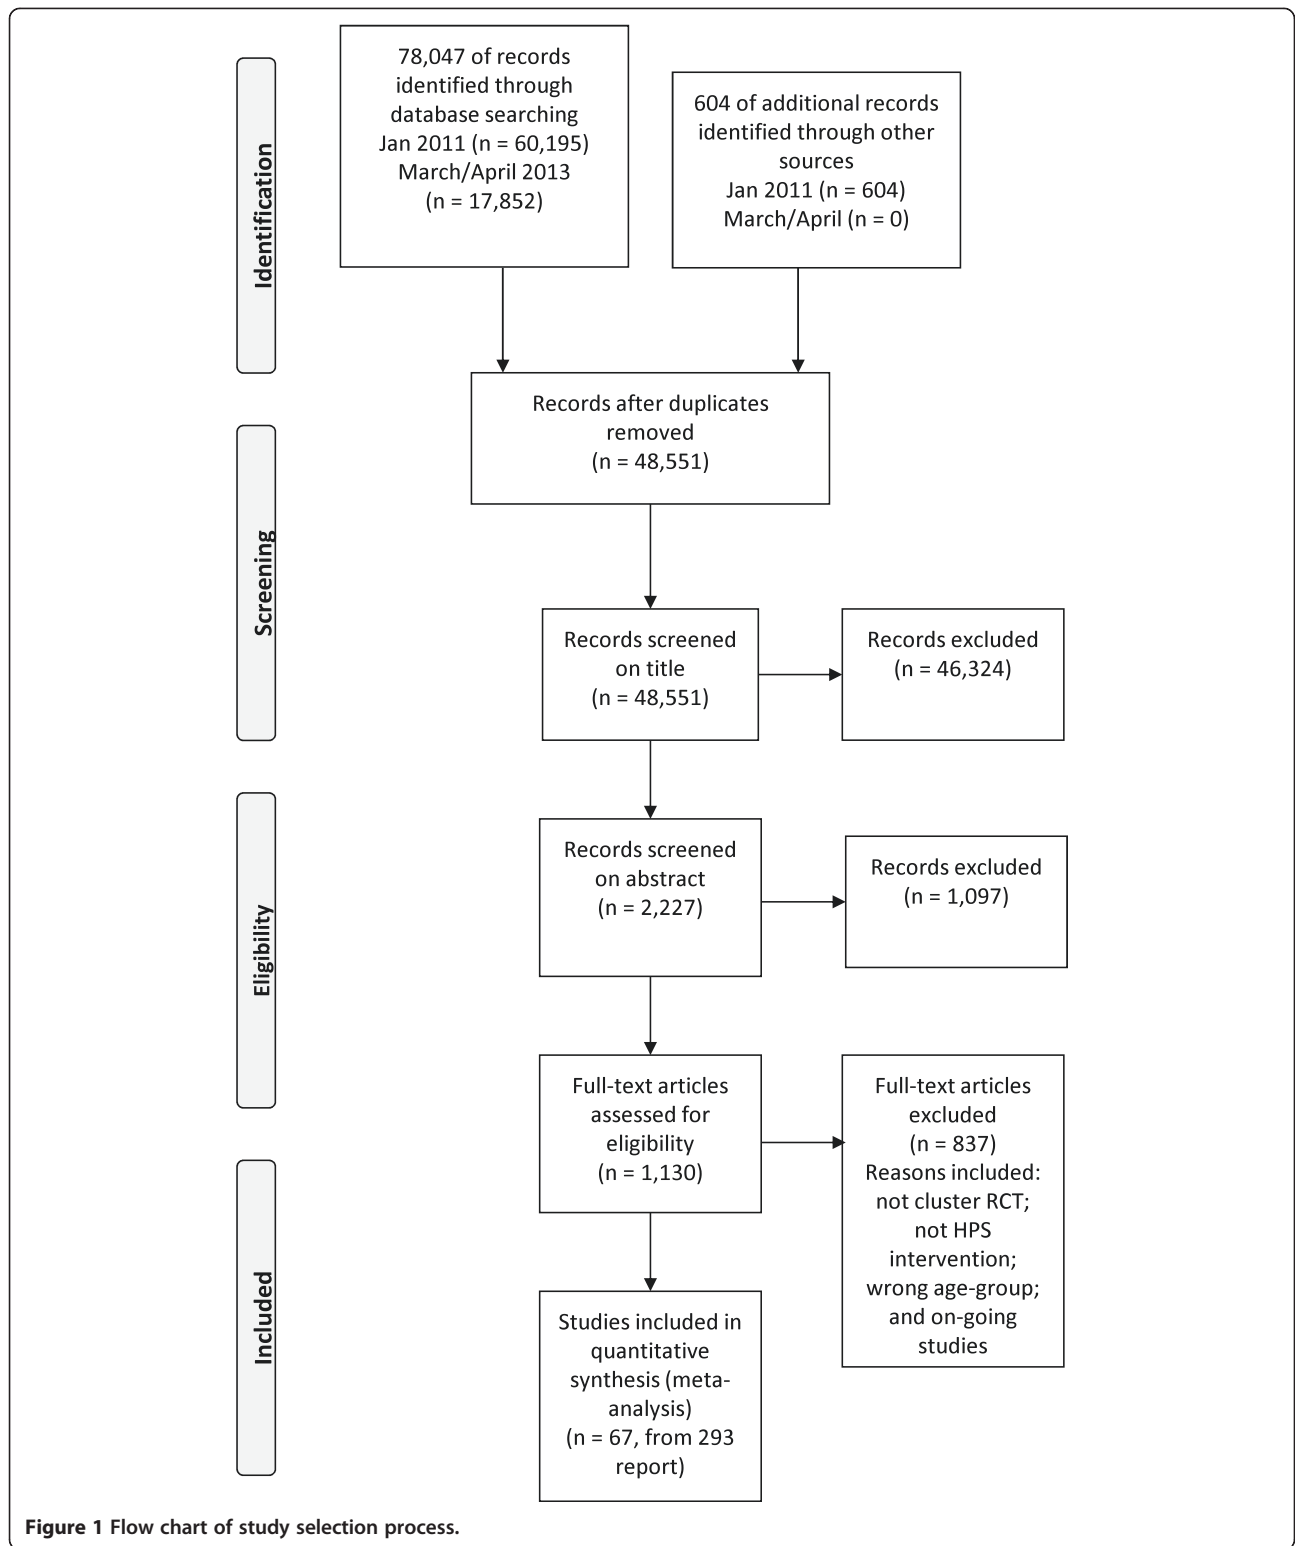 Identification
78,047 of records
identified through
database searching
Jan 2011 (n = 60,195)
March/April 2013
(n = 17,852)
604 of additional records
identified through other
sources
Jan 2011 (n = 604)
March/April (n = 0)
Screening
Records after duplicates
removed
(n = 48,551)
Records screened
on title
(n = 48,551)
Records excluded
(n = 46,324)
Eligibility
Records screened
on abstract
(n = 2,227)
Records excluded
(n = 1,097)
Full-text articles
assessed for
eligibility
(n = 1,130)
Full-text articles
excluded
(n = 837)
Reasons included:
not cluster RCT;
not HPS
intervention;
wrong age-group;
and on-going
studies
Included
Studies included in
quantitative
synthesis (meta-
analysis)
(n = 67, from 293
report)
Figure 1 Flow chart of study selection process.